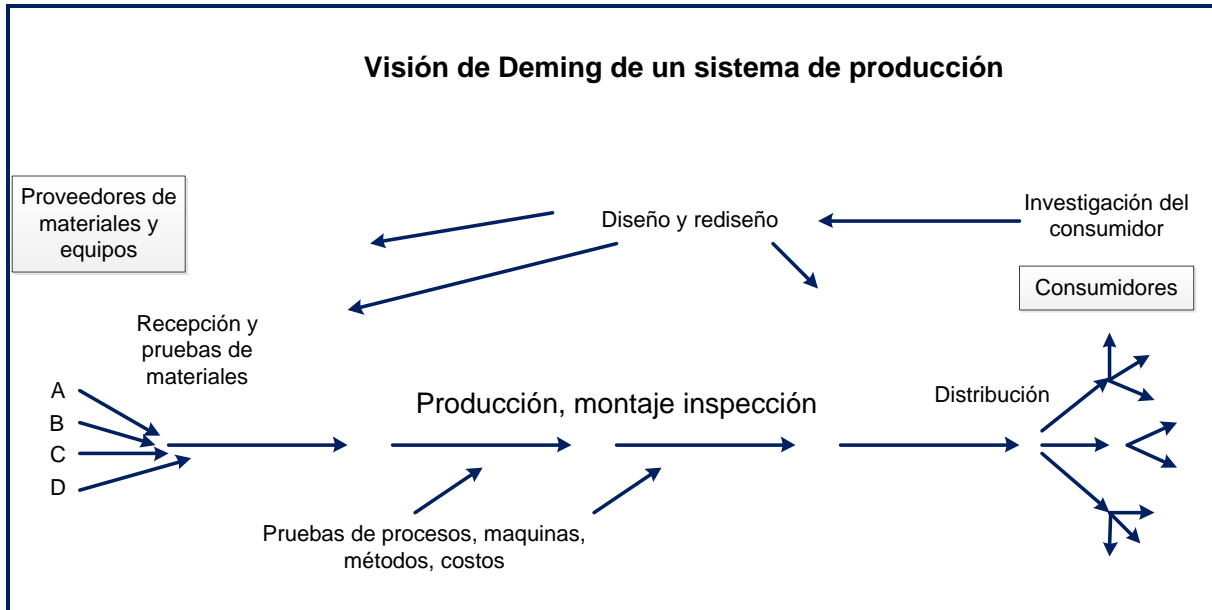 Visión de Deming de un sistema de producción
Proveedores de
materiales y
equipos
Diseño y rediseño
Investigación del
consumidor
Consumidores
Recepción y
pruebas de
materiales
A
B
C
D
Producción, montaje inspección
Distribución
Pruebas de procesos, maquinas,
métodos, costos